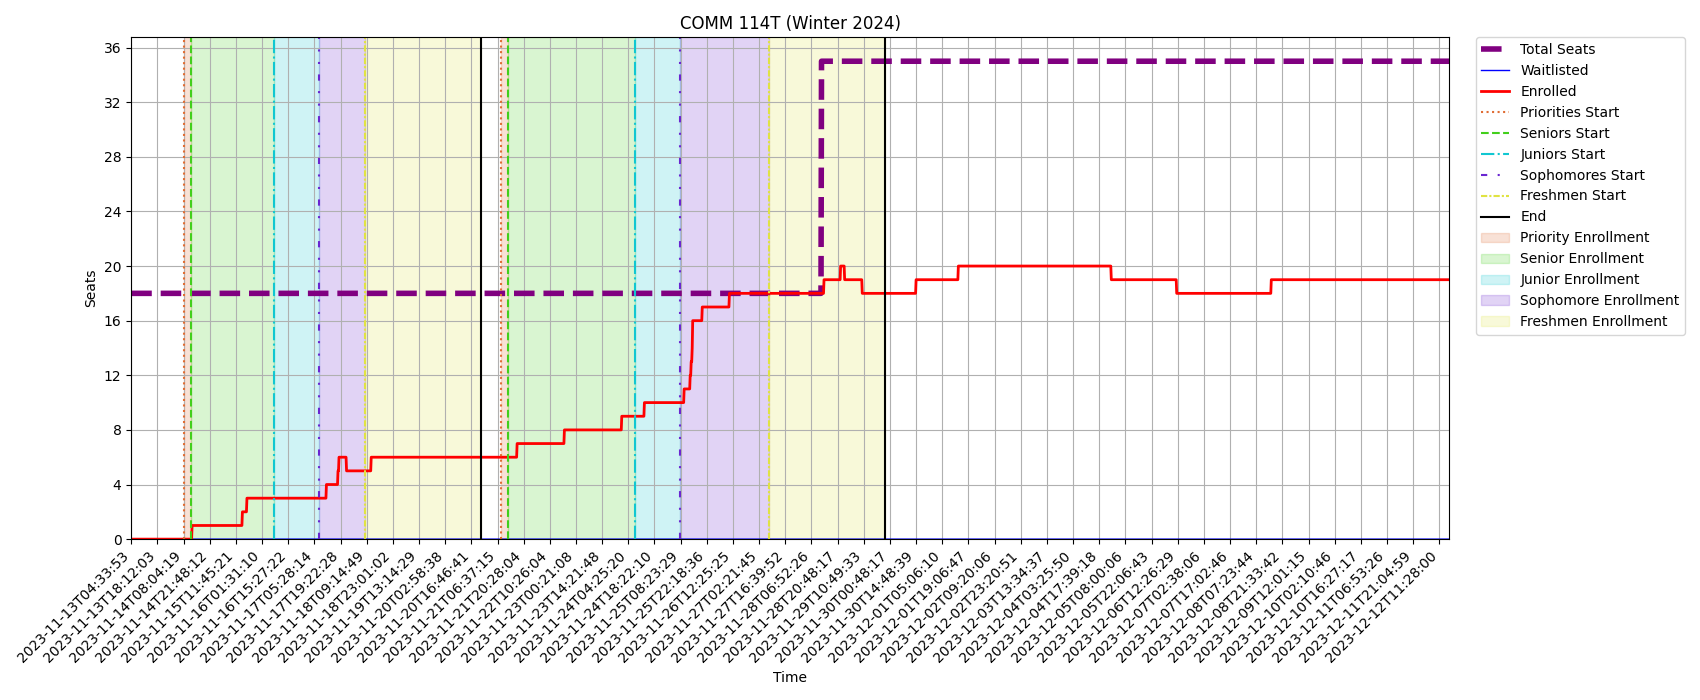 COMM 114T (Winter 2024)
Seats
36
32
28
24
20
16
12
8
4
0
2023-11-13T04:33:53
2023-11-13T18:12:03
2023-11-14T08:04:19
2023-11-14T21:48:12
2023-11-15T11:45:21
2023-11-16T01:31:10
2023-11-16T15:27:22
2023-11-17T05:28:14
2023-11-17T19:22:28
2023-11-18T09:14:49
2023-11-18T23:01:02
2023-11-19T13:14:29
2023-11-20T02:58:38
2023-11-20T16:46:41
2023-11-21T06:37:15
2023-11-21T20:28:04
2023-11-22T10:26:04
2023-11-23T00:21:08
2023-11-23T14:21:48
2023-11-24T04:25:20
2023-11-24T18:22:10
2023-11-25T08:23:29
2023-11-25T22:18:36
2023-11-26T12:25:25
2023-11-27T02:21:45
2023-11-27T16:39:52
2023-11-28T06:52:26
2023-11-28T20:48:17
2023-11-29T10:49:33
2023-11-30T00:48:17
2023-11-30T14:48:39
2023-12-01T05:06:10
2023-12-01T19:06:47
2023-12-02T09:20:06
2023-12-02T23:20:51
2023-12-03T13:34:37
2023-12-04T03:25:50
2023-12-04T17:39:18
2023-12-05T08:00:06
2023-12-05T22:06:43
2023-12-06T12:26:29
2023-12-07T02:38:06
2023-12-07T17:02:46
2023-12-08T07:23:44
2023-12-08T21:33:42
2023-12-09T12:01:15
2023-12-10T02:10:46
2023-12-10T16:27:17
2023-12-11T06:53:26
2023-12-11T21:04:59
2023-12-12T11:28:00
Time
Total Seats
Waitlisted
Enrolled
Priorities Start
Seniors Start
Juniors Start
Sophomores Start
Freshmen Start
End
Priority Enrollment
Senior Enrollment
Junior Enrollment
Sophomore Enrollment
Freshmen Enrollment